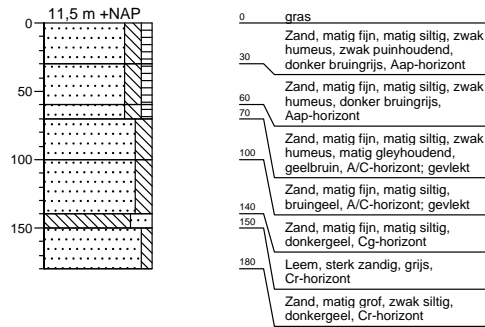 11,5 m +NAP
0
50
100
150
0 gras
Zand, matig fijn, matig siltig, zwak
humeus, zwak puinhoudend,
donker bruingrijs, Aap-horizont
30
Zand, matig fijn, matig siltig, zwak
humeus, donker bruingrijs,
Aap-horizont
60
70
Zand, matig fijn, matig siltig, zwak
humeus, matig gleyhoudend,
geelbruin, A/C-horizont; gevlekt
100
Zand, matig fijn, matig siltig,
bruingeel, A/C-horizont; gevlekt
140
Zand, matig fijn, matig siltig,
donkergeel, Cg-horizont
150
Leem, sterk zandig, grijs,
Cr-horizont
180
Zand, matig grof, zwak siltig,
donkergeel, Cr-horizont